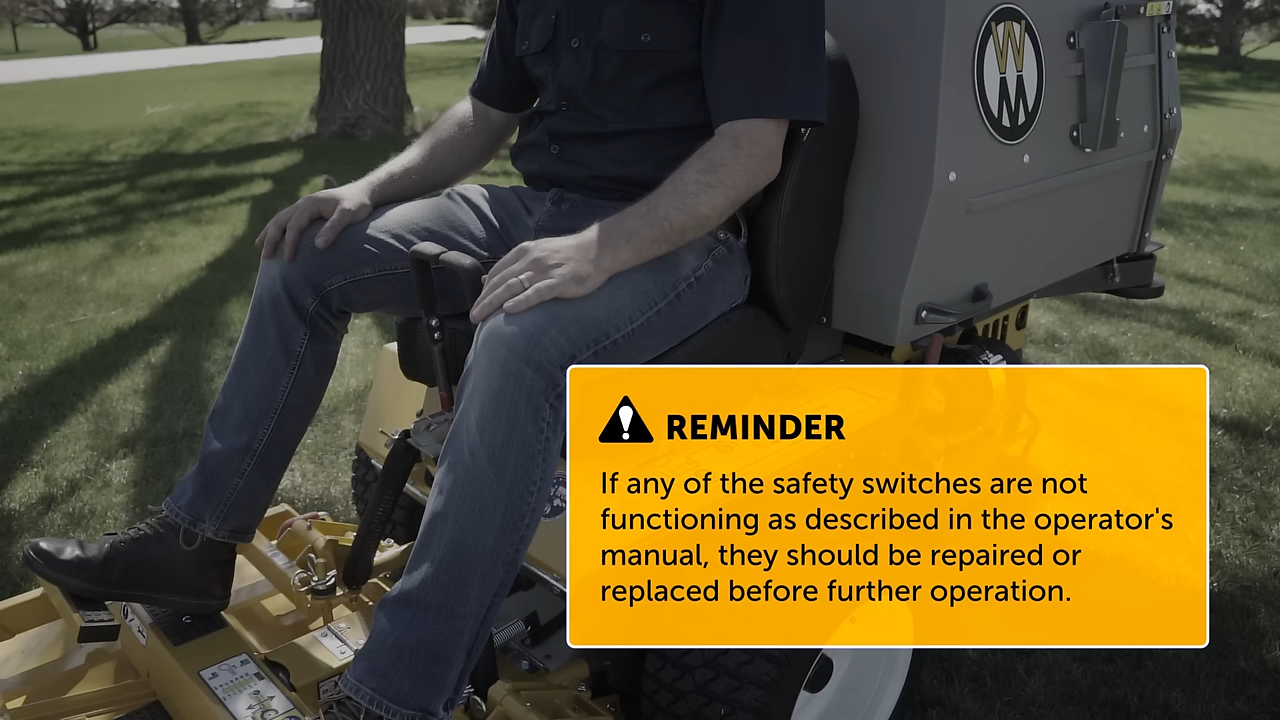 WM
REMINDER
If any of the safety switches are not
functioning as described in the operator's
manual, they should be repaired or
replaced before further operation.